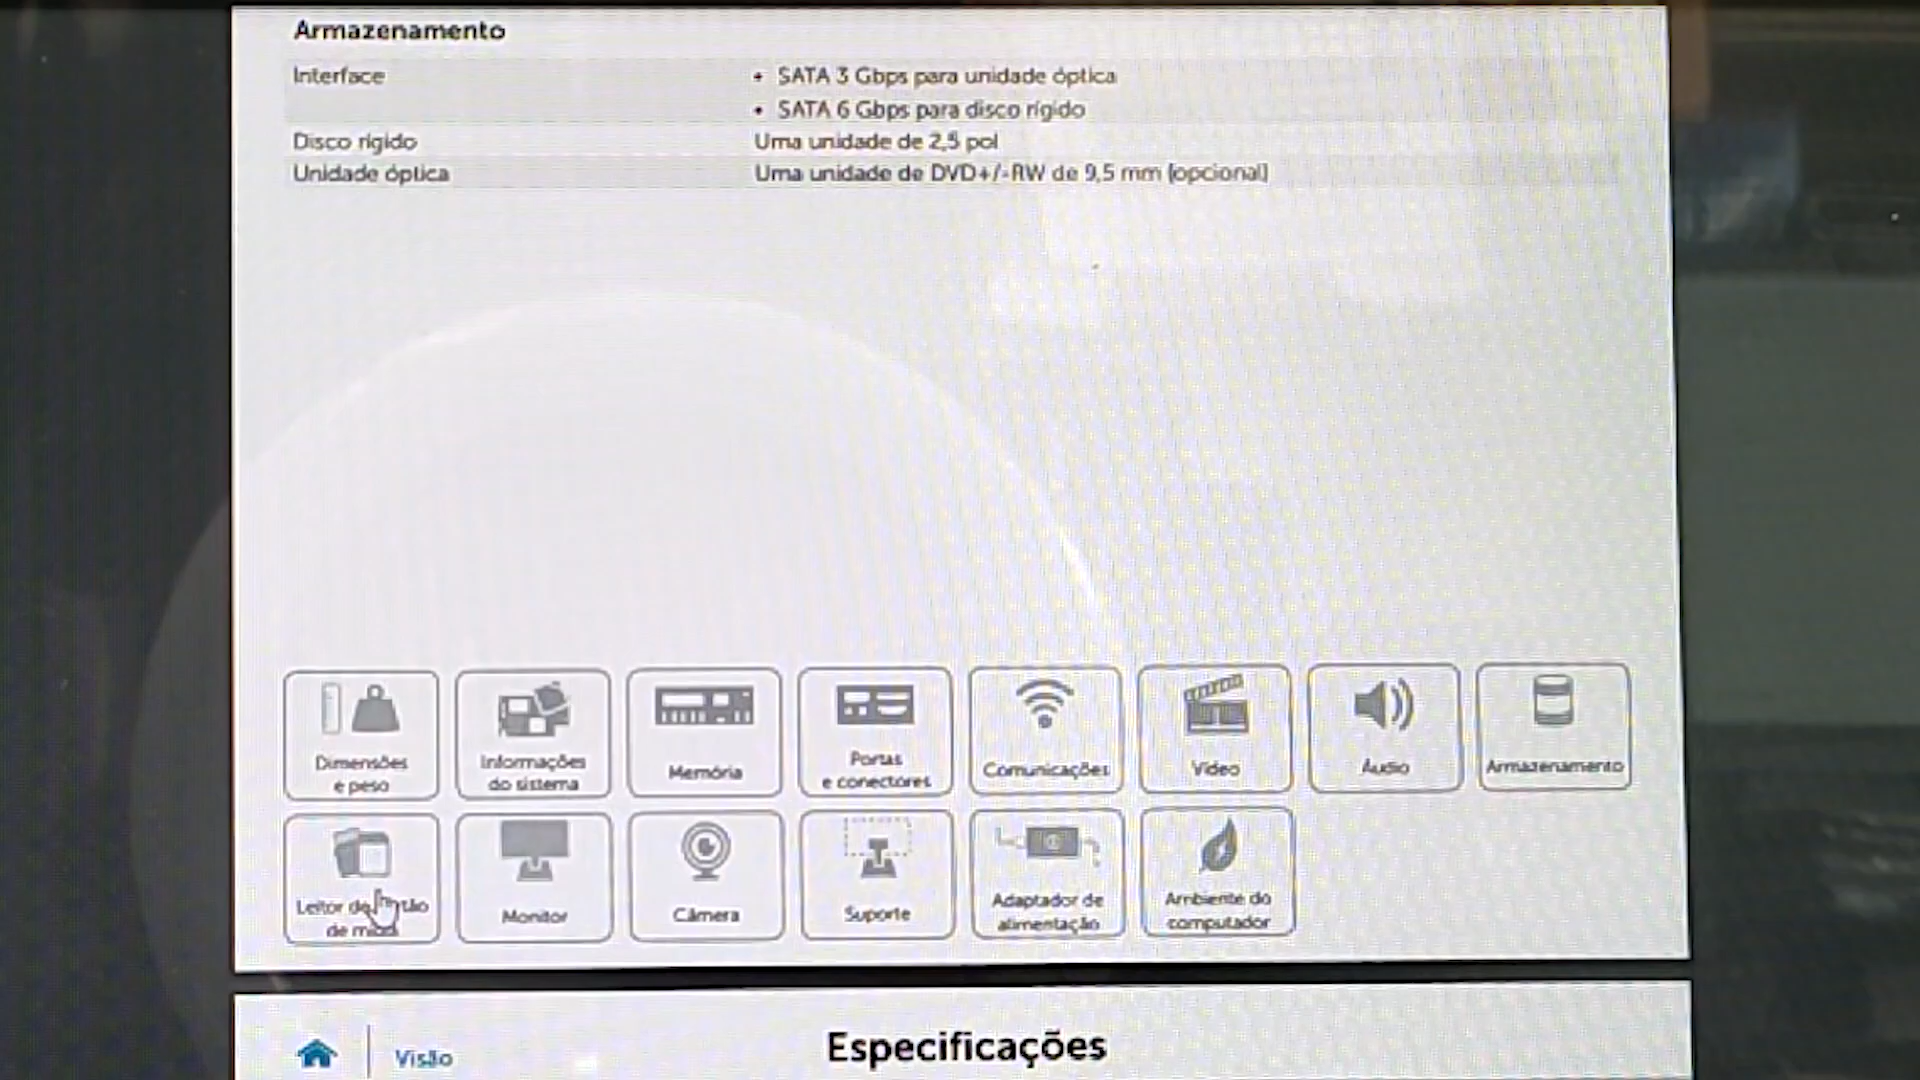 Armazenamento
Interface
• SATA 3 Gbps para unidade óptica
• SATA 6 Gbps para disco rígido
Disco rígido
Uma unidade de 2,5 pol
Unidade óptica
Uma unidade de DVD+/-RW de 9,5 mm (opcional)
Dimensões
e peso
Informações
do sistema
Memória
Portas
e conectores
Comunicações
Vídeo
Áudio
Armazenamento
Leitor de
de
Monitor
Câmera
Suporte
Adaptador de
alimentação
Ambiente do
computador
Visão
Especificações